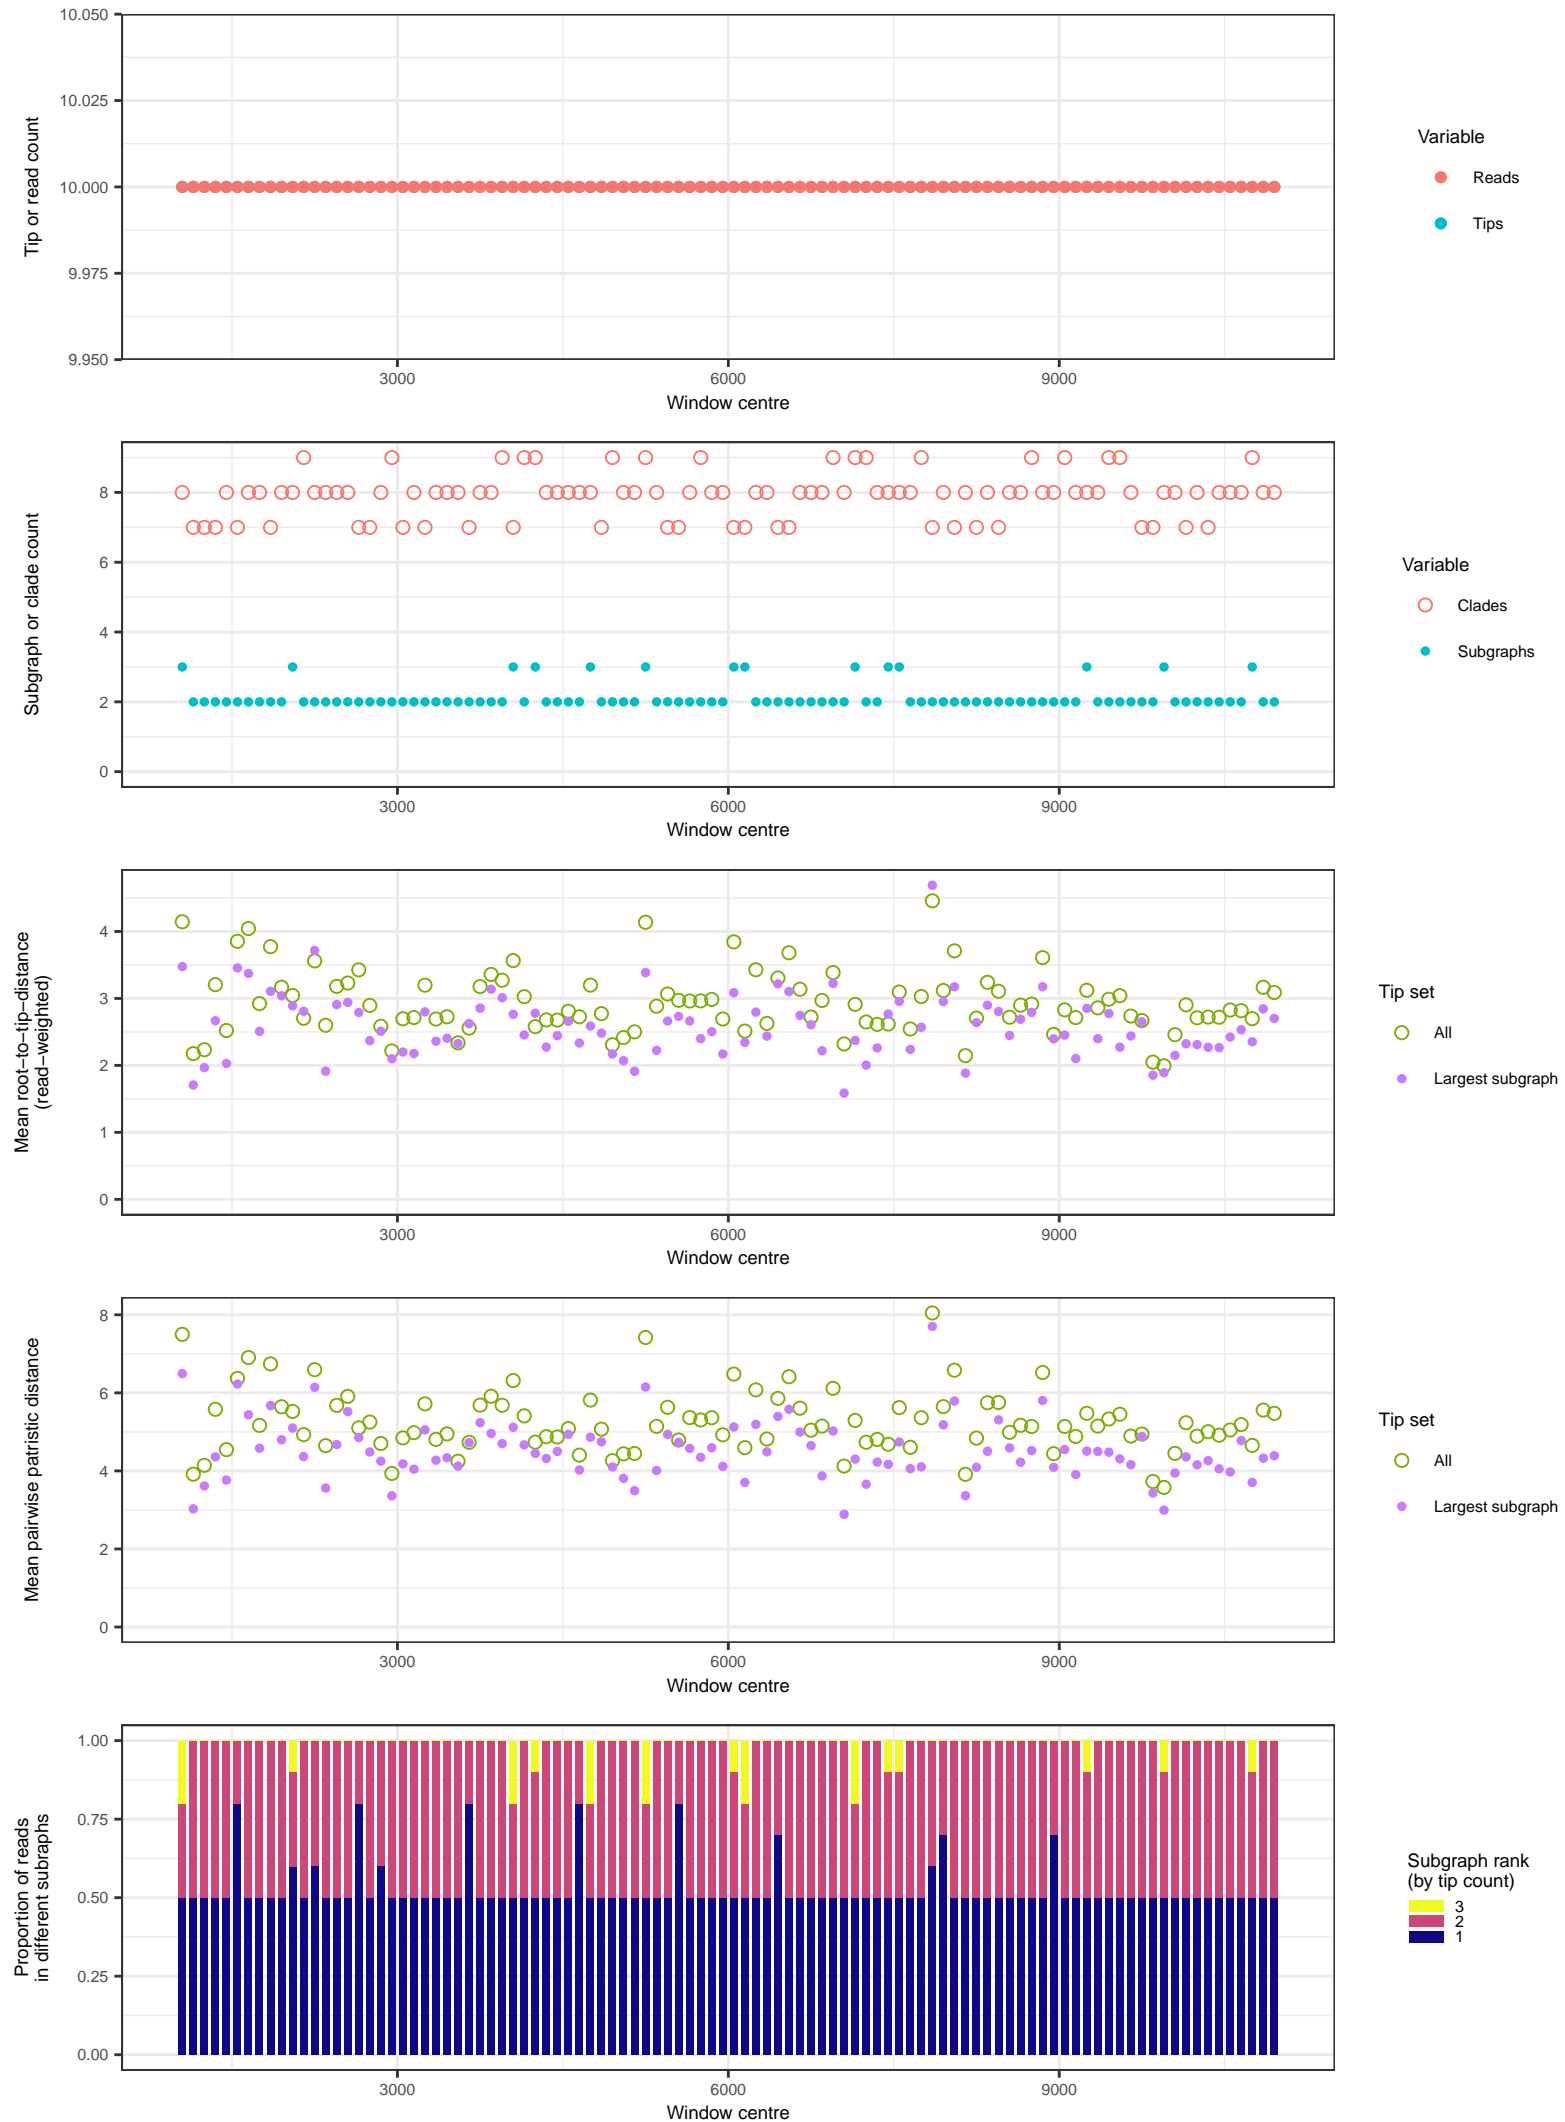 10.050
10.025
10.000
9.975
9.950
Tip or read count
3000 6000 9000
Window centre
Variable
Reads
Tips
8
6
4
2
0
Subgraph or clade count
3000 6000 9000
Window centre
Variable
Clades
Subgraphs
4
3
2
1
0
Mean root−to−tip−distance
(read−weighted)
3000 6000 9000
Window centre
Tip set
All
Largest subgraph
8
6
4
2
0
Mean pairwise patristic distance
3000 6000 9000
Window centre
Tip set
All
Largest subgraph
1.00
0.75
0.50
0.25
0.00
Proportion of reads
in different subraphs
3000 6000 9000
Window centre
Subgraph rank
(by tip count)
3
2
1